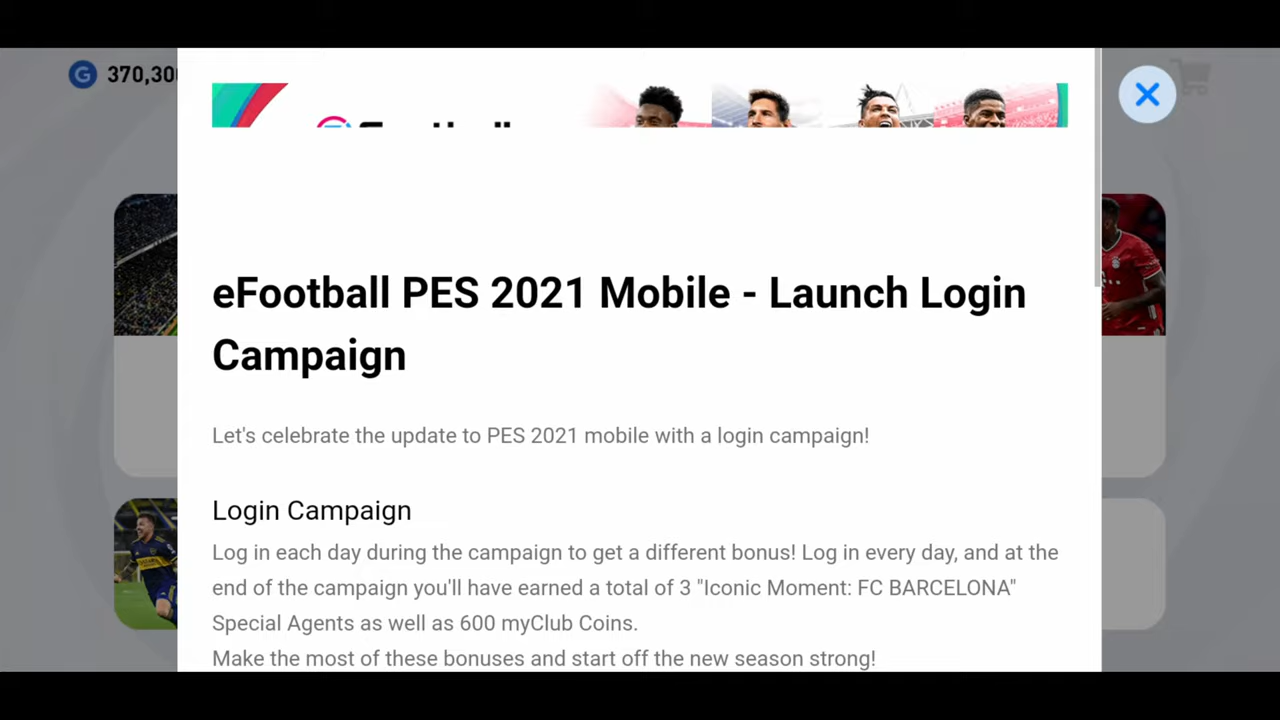 370,30
eFootball PES 2021 Mobile - Launch Login
Campaign
Let's celebrate the update to PES 2021 mobile with a login campaign!
Login Campaign
Log in each day during the campaign to get a different bonus! Log in every day, and at the
end of the campaign you'll have earned a total of 3 "Iconic Moment: FC BARCELONA"
Special Agents as well as 600 myClub Coins.
Make the most of these bonuses and start off the new season strong!